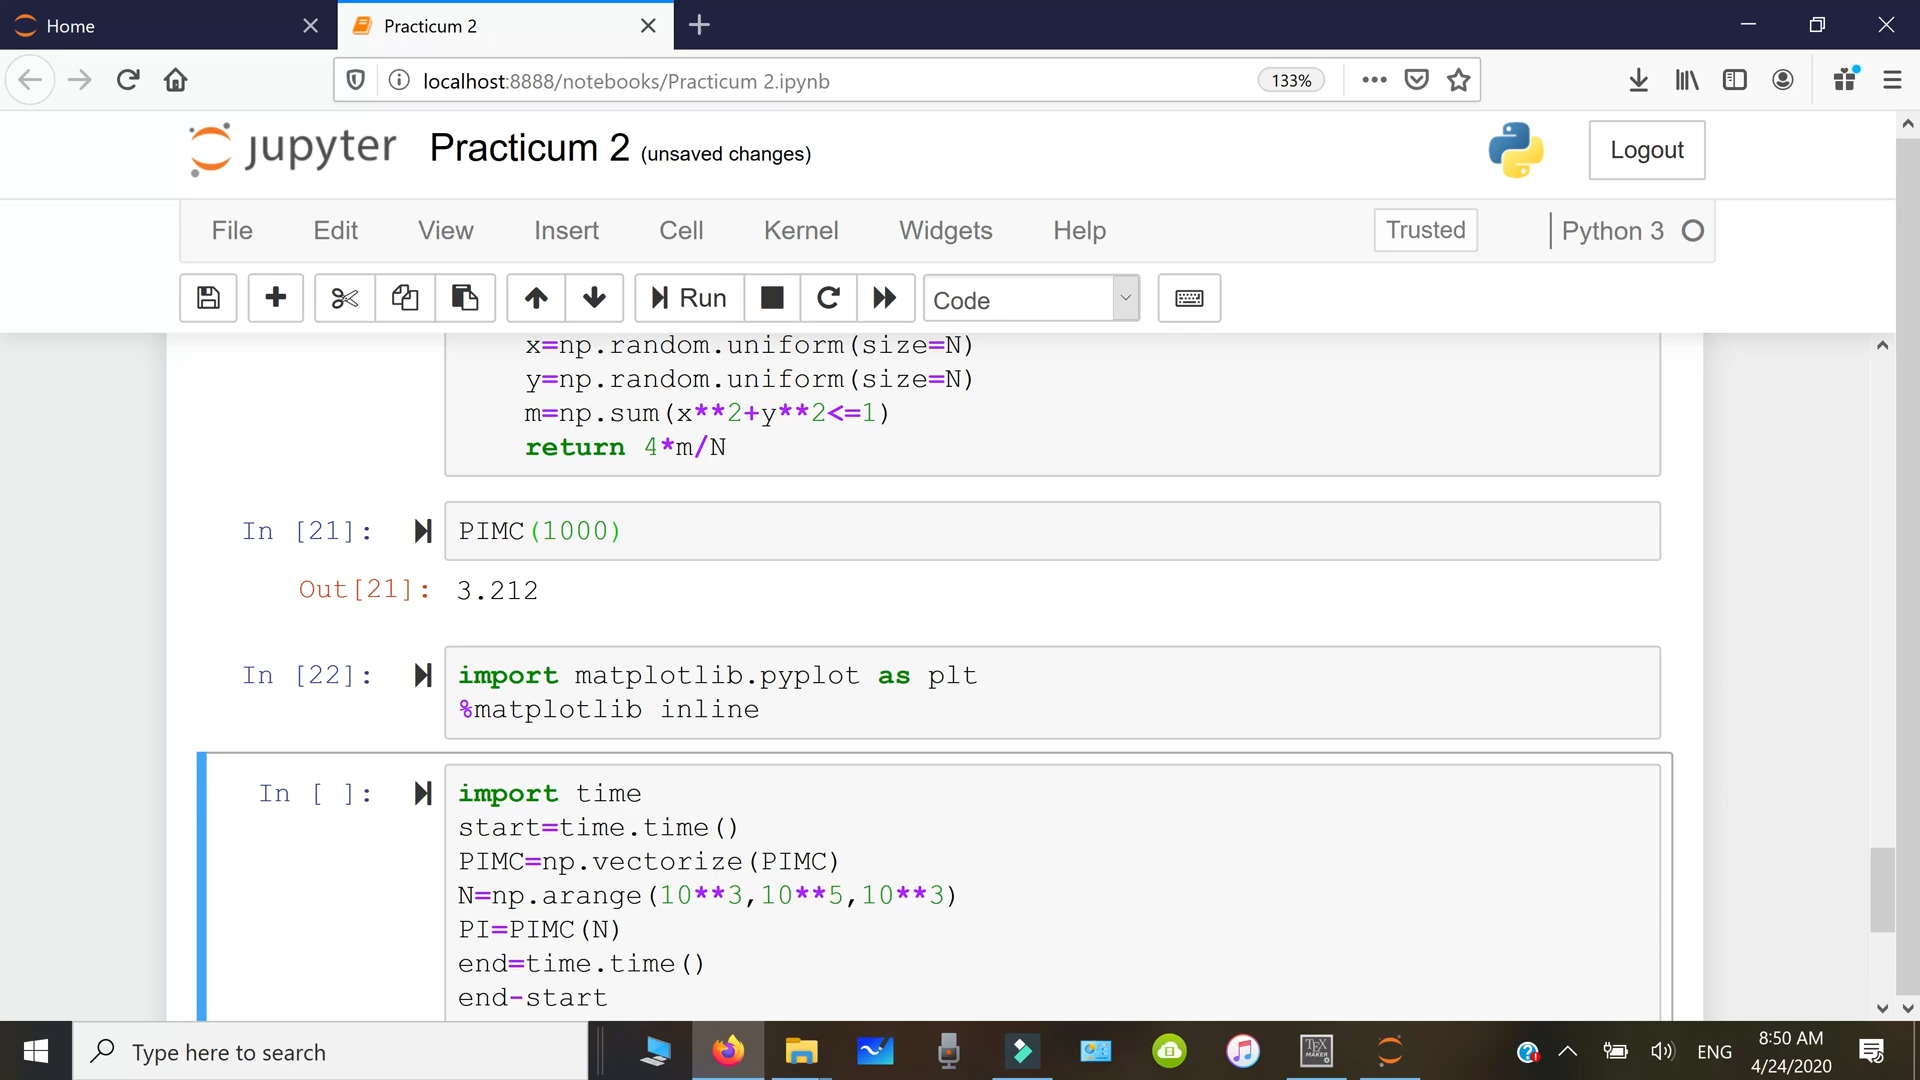 Home
Practicum 2
localhost:8888/notebooks/Practicum 2.ipynb
133%
jupyter
Practicum 2 (unsaved changes)
Logout
File Edit View Insert Cell Kernel Widgets Help
Trusted
Python 3
Run
Code
x=np.random.uniform(size=N)
y=np.random.uniform(size=N)
m=np.sum(x**2+y**2<=1)
return 4*m/N
In [21]: PIMC(1000)
Out[21]: 3.212
In [22]: import matplotlib.pyplot as plt
%matplotlib inline
In [ ]: import time
start=time.time()
PIMC=np.vectorize(PIMC)
N=np.arange(10**3,10**5,10**3)
PI=PIMC(N)
end=time.time()
end-start
Type here to search
TEX
MAKER
ENG
8:50 AM
4/24/2020